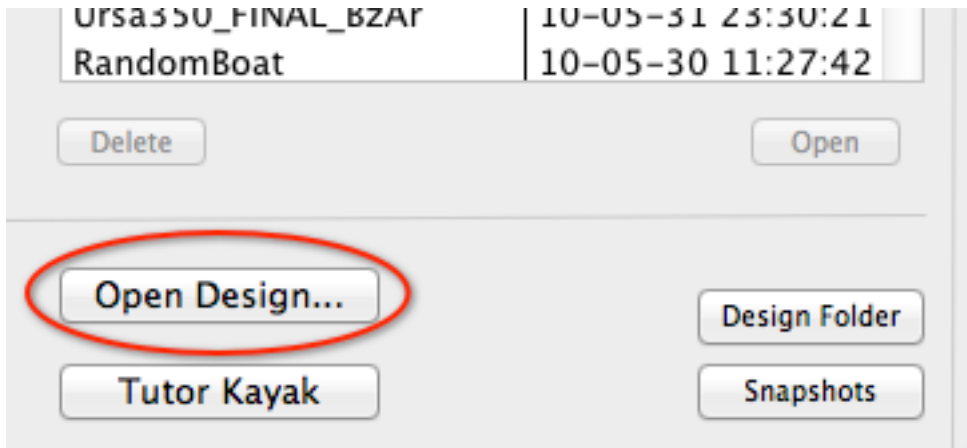 Ursa350_FINAL_BzAr 10-05-31 23:30:21
RandomBoat 10-05-30 11:27:42
Delete Open
Open Design...
Design Folder
Tutor Kayak Snapshots